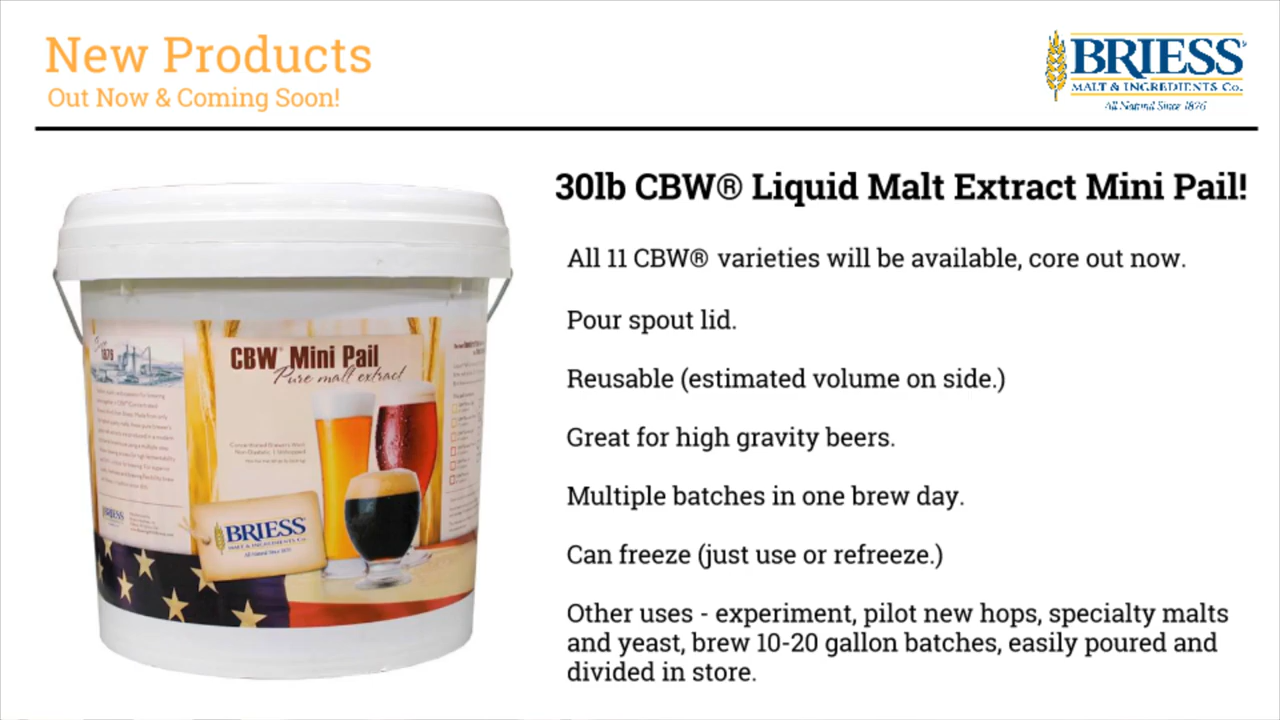 New Products
Out Now & Coming Soon!
BRIESS
MALT & INGREDIENTS Co.
All Natural Since 1876
30lb CBW® Liquid Malt Extract Mini Pail!
All 11 CBW® varieties will be available, core out now.
Pour spout lid.
Reusable (estimated volume on side.)
Great for high gravity beers.
Multiple batches in one brew day.
Can freeze (just use or refreeze.)
Other uses - experiment, pilot new hops, specialty malts
and yeast, brew 10-20 gallon batches, easily poured and
divided in store.
1876
CBW® Mini Pail
Pure malt extract
BRIESS
BRIESS
MALT & INGREDIENTS Co.
All Natural Since 1876